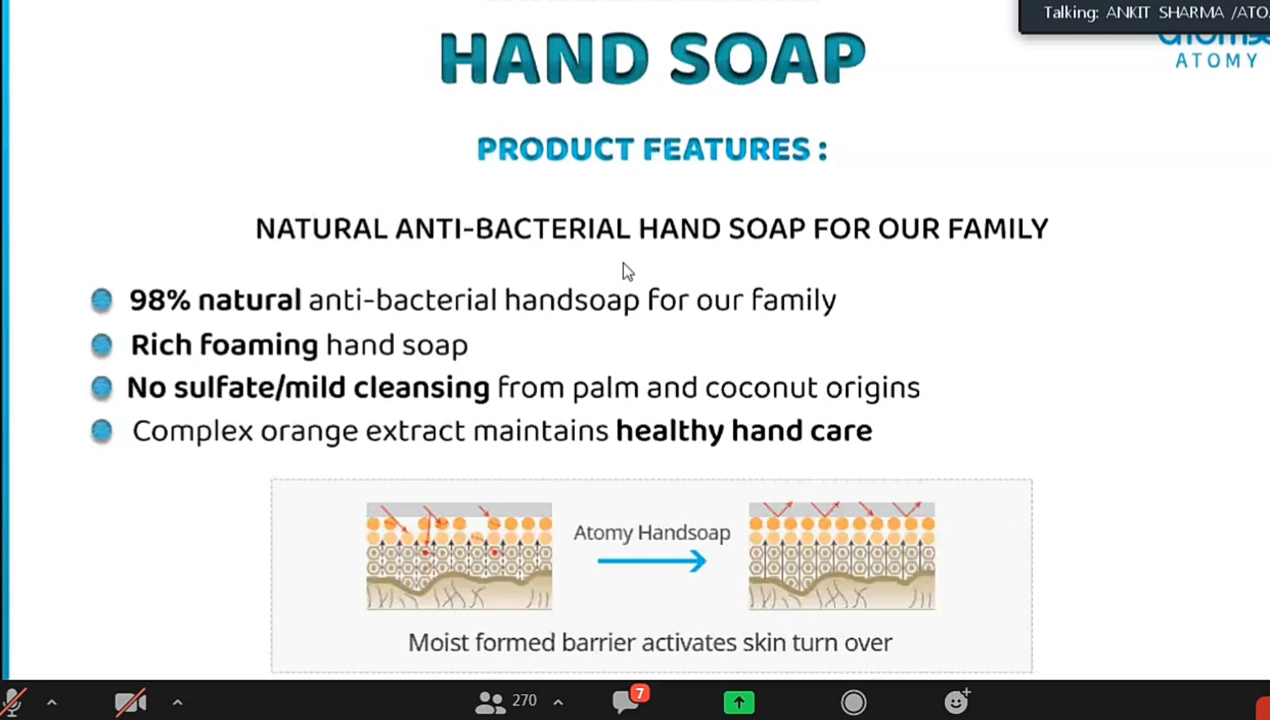 Talking: ANKIT SHARMA /ATO
HAND SOAP
ATOMY
PRODUCT FEATURES :
NATURAL ANTI-BACTERIAL HAND SOAP FOR OUR FAMILY
98% natural anti-bacterial handsoap for our family
Rich foaming hand soap
No sulfate/mild cleansing from palm and coconut origins
Complex orange extract maintains healthy hand care
Atomy Handsoap
Moist formed barrier activates skin turn over
270
7